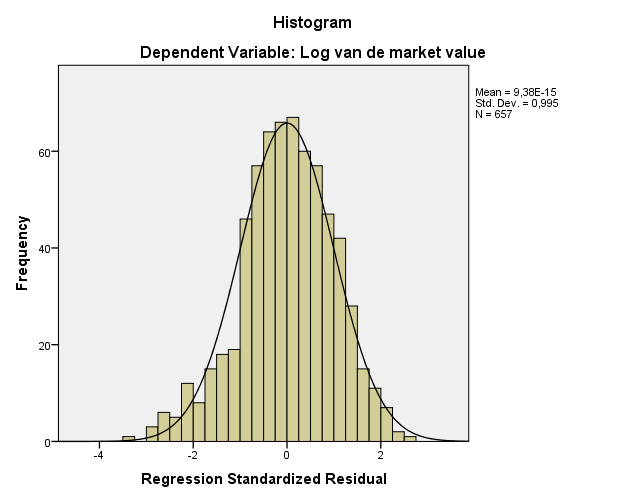 Histogram
Dependent Variable: Log van de market value
Mean = 9,38E-15
Std. Dev. = 0,995
N = 657
Frequency
60
40
20
0
-4
-2
0
2
Regression Standardized Residual